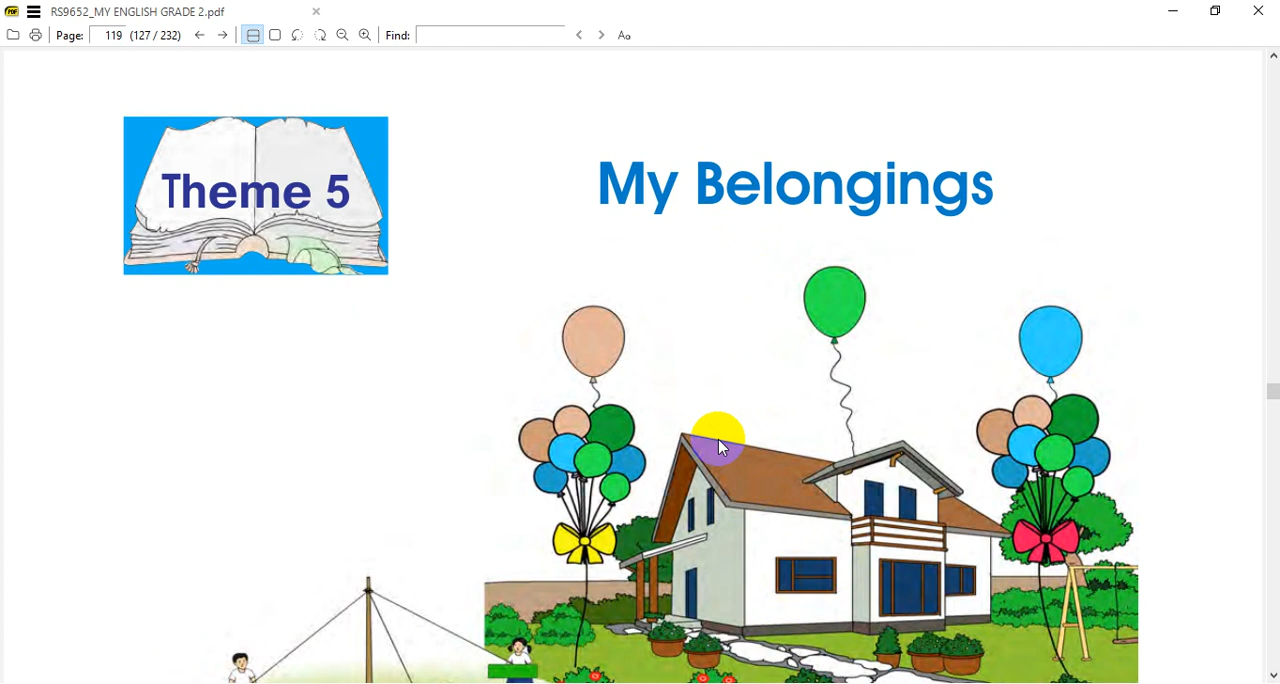 RS9652_MY ENGLISH GRADE 2.pdf
Page: 119 (127 / 232) Find:
Theme 5
My Belongings